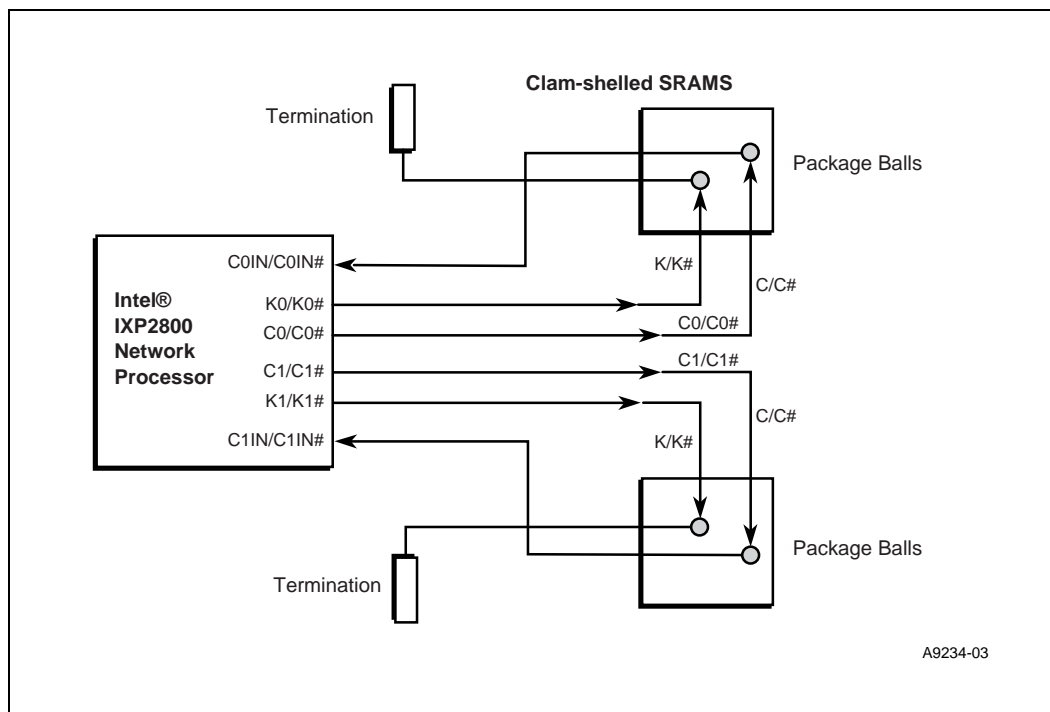 Clam-shelled SRAMS
Termination
Package Balls
C0IN/C0IN#
K/K#
C/C#
Intel®
IXP2800
Network
Processor
K0/K0#
C0/C0#
C0/C0#
C1/C1#
C1/C1#
K1/K1#
C/C#
C1IN/C1IN#
K/K#
Package Balls
Termination
A9234-03